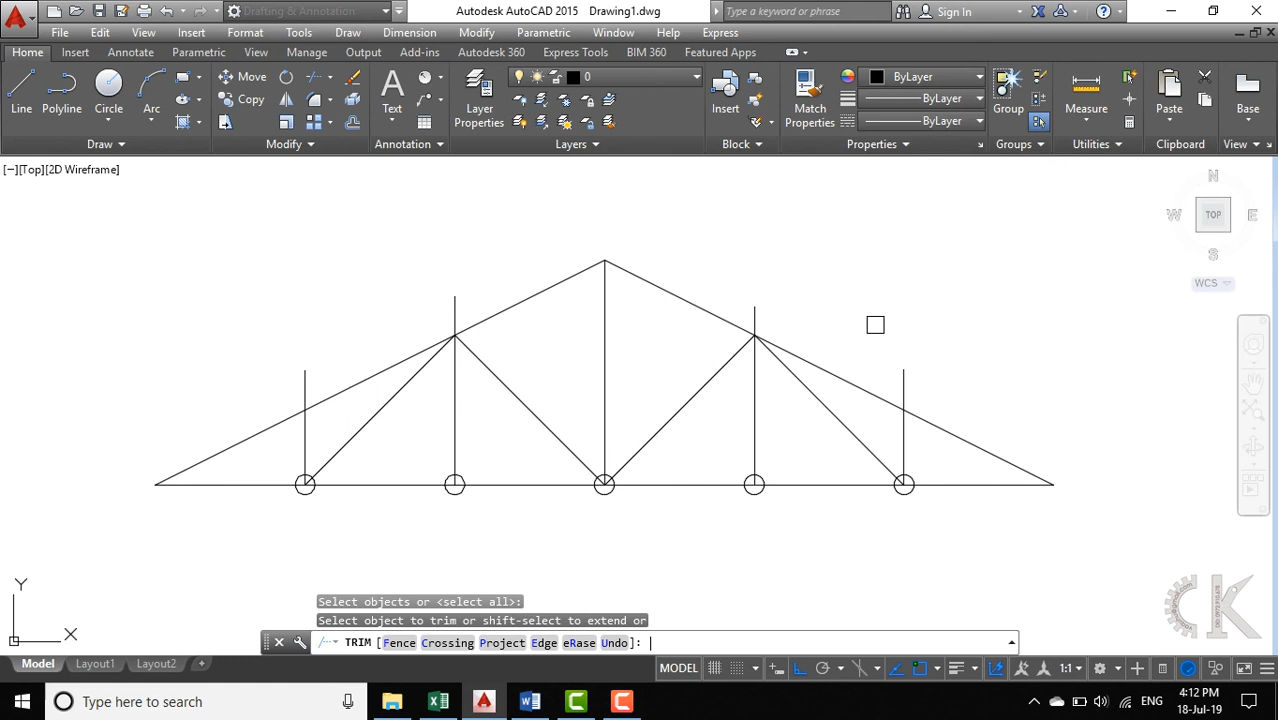 Drafting & Annotation
Autodesk AutoCAD 2015 Drawing1.dwg
Type a keyword or phrase
Sign In
File Edit View Insert Format Tools Draw Dimension Modify Parametric Window Help Express
Home Insert Annotation Parametric View Manage Output Add-ins Autodesk 360 Express Tools BIM 360 Featured Apps
Line Polyline Circle Arc
Move
Copy
Text
Layer Properties
0
Insert
Match Properties
ByLayer
ByLayer
ByLayer
Group
Measure
Paste
Base
Draw Modify Annotation Layers Block Properties Groups Utilities Clipboard View
[−][Top][2D Wireframe]
N
W TOP E
S
WCS
Y
X
Select objects or <select all>:
Select object to trim or shift-select to extend or
TRIM [Fence Crossing Project Edge eRase Undo]:
Model Layout1 Layout2 +
MODEL
1:1
Type here to search
ENG
4:12 PM
18-Jul-19